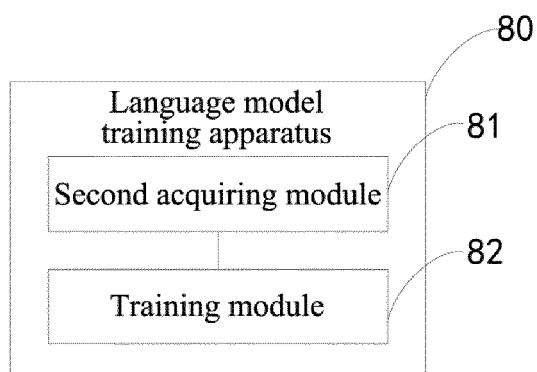 80
Language model
training apparatus
81
Second acquiring module
82
Training module